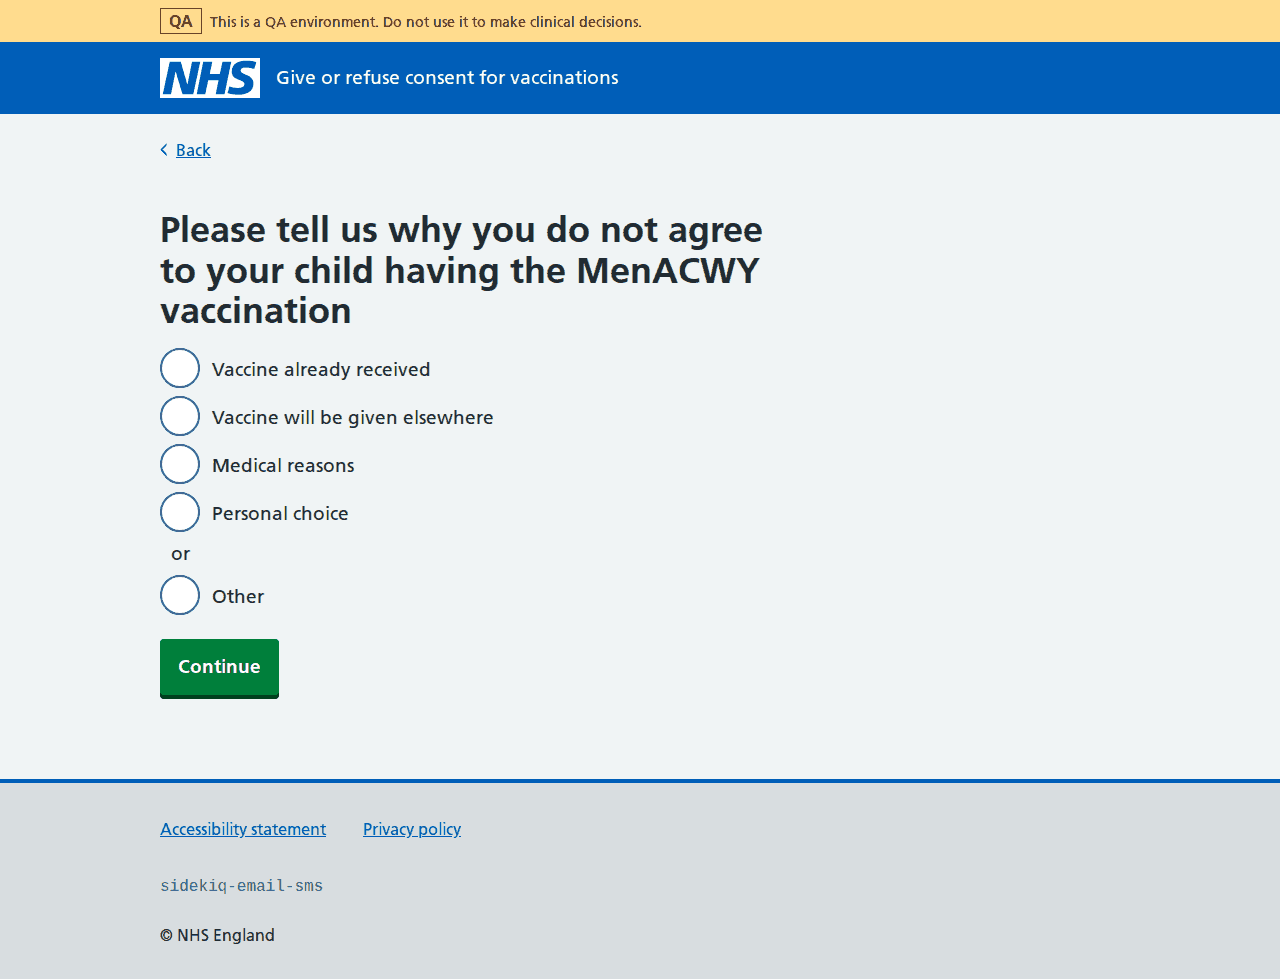 QA This is a QA environment. Do not use it to make clinical decisions.
NHS Give or refuse consent for vaccinations
Back
Please tell us why you do not agree
to your child having the MenACWY
vaccination
Vaccine already received
Vaccine will be given elsewhere
Medical reasons
Personal choice
or
Other
Continue
Accessibility statement Privacy policy
sidekiq-email-sms
© NHS England